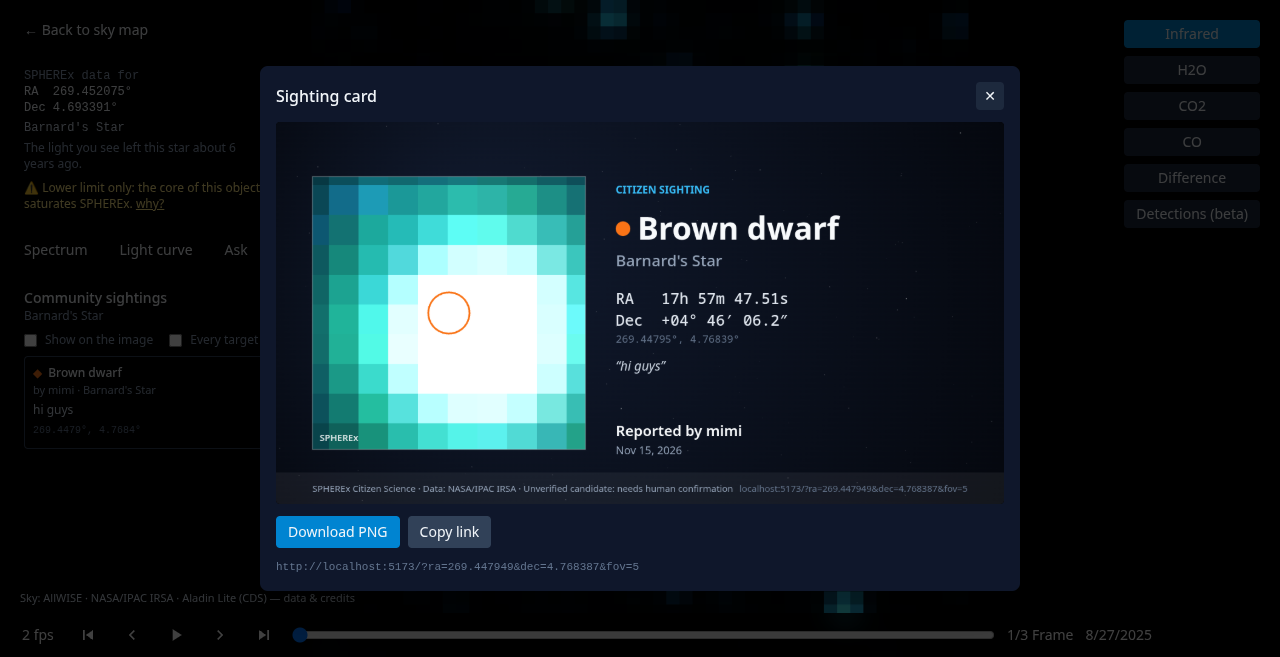 ← Back to sky map
SPHEREx data for
RA 269.452075°
Dec 4.693391°
Barnard's Star
The light you see left this star about 6
years ago.
⚠ Lower limit only: the core of this object
saturates SPHEREx. why?
Spectrum Light curve Ask
Community sightings
Barnard's Star
Show on the image Every target
Brown dwarf
by mimi · Barnard's Star
hi guys
269.4479°, 4.7684°
Infrared
H2O
CO2
CO
Difference
Detections (beta)
Sighting card
✕
SPHEREx
CITIZEN SIGHTING
Brown dwarf
Barnard's Star
RA 17h 57m 47.51s
Dec +04° 46′ 06.2″
269.44795°, 4.76839°
“hi guys”
Reported by mimi
Nov 15, 2026
SPHEREx Citizen Science · Data: NASA/IPAC IRSA · Unverified candidate: needs human confirmation localhost:5173/?ra=269.447949&dec=4.768387&fov=5
Download PNG Copy link
http://localhost:5173/?ra=269.447949&dec=4.768387&fov=5
Sky: AllWISE · NASA/IPAC IRSA · Aladin Lite (CDS) — data & credits
2 fps 1/3 Frame 8/27/2025